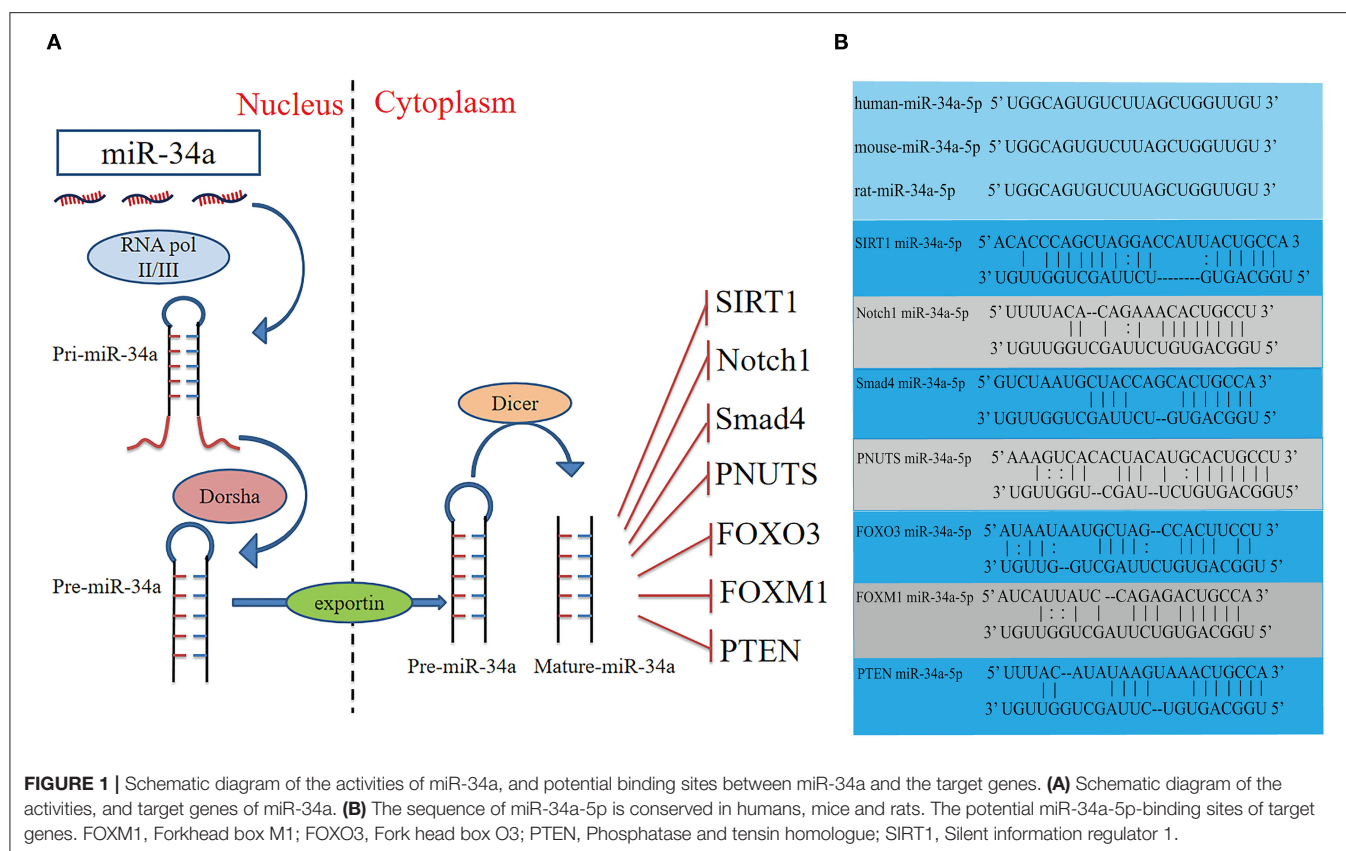 A
Nucleus
Cytoplasm
miR-34a
RNA pol
II/III
Pri-miR-34a
Dorsha
Pre-miR-34a
exportin
Dicer
Pre-miR-34a
Mature-miR-34a
SIRT1
Notch1
Smad4
PNUTS
FOXO3
FOXM1
PTEN
B
human-miR-34a-5p 5’ UGGCAGUGUCUUAGCUGGUUGU 3’
mouse-miR-34a-5p 5’ UGGCAGUGUCUUAGCUGGUUGU 3’
rat-miR-34a-5p 5’ UGGCAGUGUCUUAGCUGGUUGU 3’
SIRT1 miR-34a-5p 5’ ACACCCAGCUAGGACCAUUACUGCCA 3
3’ UGUUGGUCGAUUCU--------GUGACGGU 5’
Notch1 miR-34a-5p 5’ UUUUACA--CAGAAACACUGCCU 3’
3’ UGUUGGUCGAUUCUGUGACGGU 5’
Smad4 miR-34a-5p 5’ GUCUAAUGCUACCAGCACUGCCA 3’
3’ UGUUGGUCGAUUCU--GUGACGGU 5’
PNUTS miR-34a-5p 5’ AAAGUCACACUACAUGCACUGCCU 3’
3’ UGUUGGU--CGAU--UCUGUGACGGU5’
FOXO3 miR-34a-5p 5’ AUAAUAAUGCUAG--CCACUUCCU 3’
3’ UGUUG--GUCGAUUCUGUGACGGU 5’
FOXM1 miR-34a-5p 5’ AUCAUUAUC --CAGAGACUGCCA 3’
3’ UGUUGGUCGAUUCUGUGACGGU 5’
PTEN miR-34a-5p 5’ UUUAC--AUAUAAGUAAACUGCCA 3’
3’ UGUUGGUCGAUUC--UGUGACGGU 5’
FIGURE 1 | Schematic diagram of the activities of miR-34a, and potential binding sites between miR-34a and the target genes. (A) Schematic diagram of the
activities, and target genes of miR-34a. (B) The sequence of miR-34a-5p is conserved in humans, mice and rats. The potential miR-34a-5p-binding sites of target
genes. FOXM1, Forkhead box M1; FOXO3, Fork head box O3; PTEN, Phosphatase and tensin homologue; SIRT1, Silent information regulator 1.